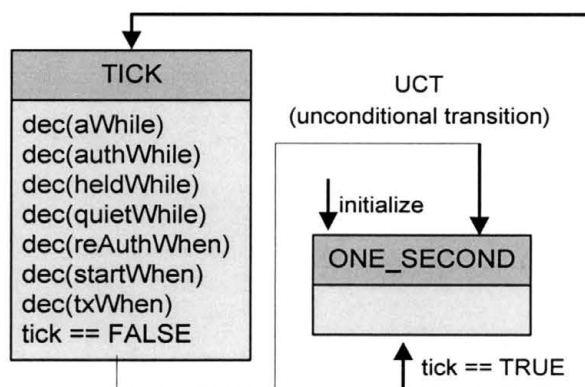 TICK
dec(aWhile)
dec(authWhile)
dec(heldWhile)
dec(quietWhile)
dec(reAuthWhen)
dec(startWhen)
dec(txWhen)
tick == FALSE
UCT
(unconditional transition)
initialize
ONE_SECOND
tick == TRUE